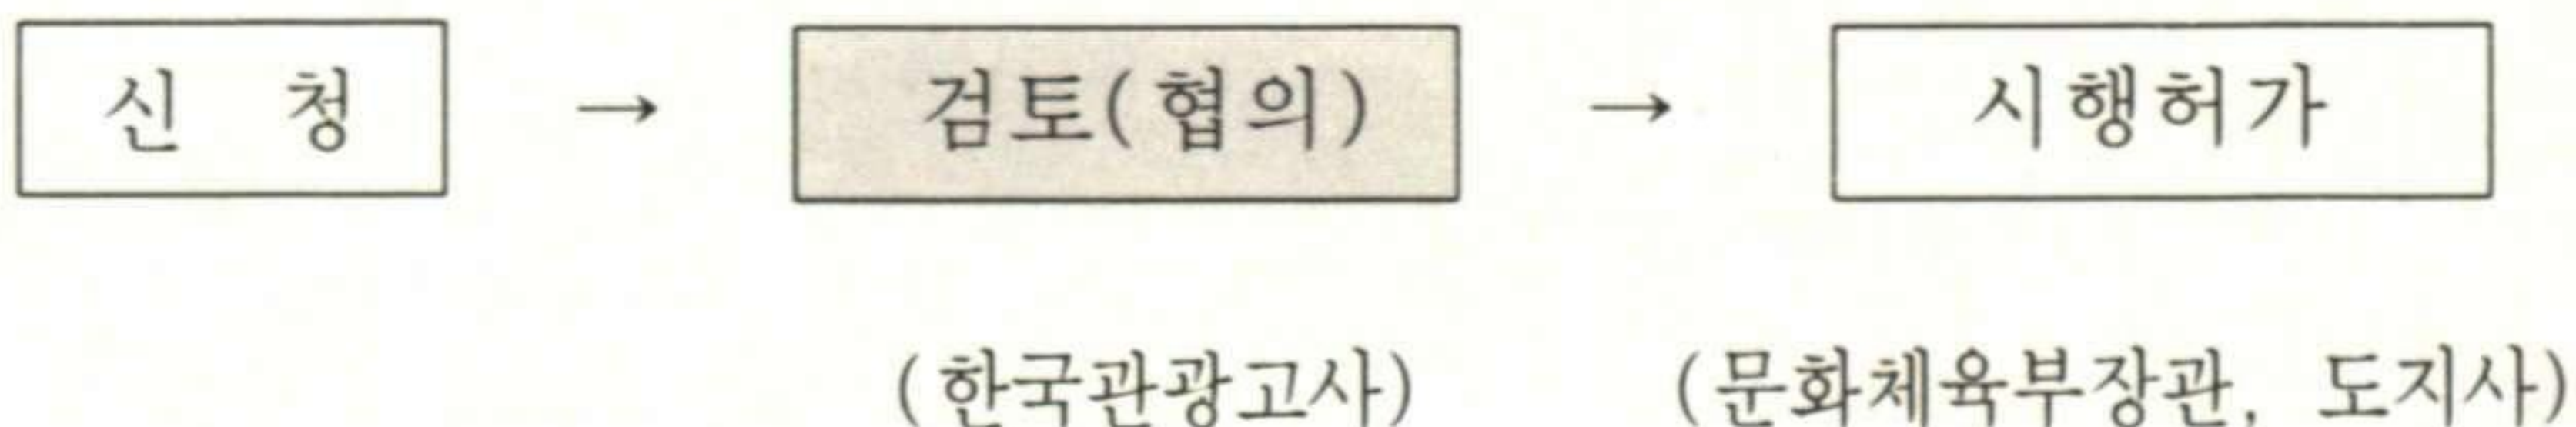 신 청 → 검토(협의) → 시행허가
(한국관광고사) (문화체육부장관, 도지사)